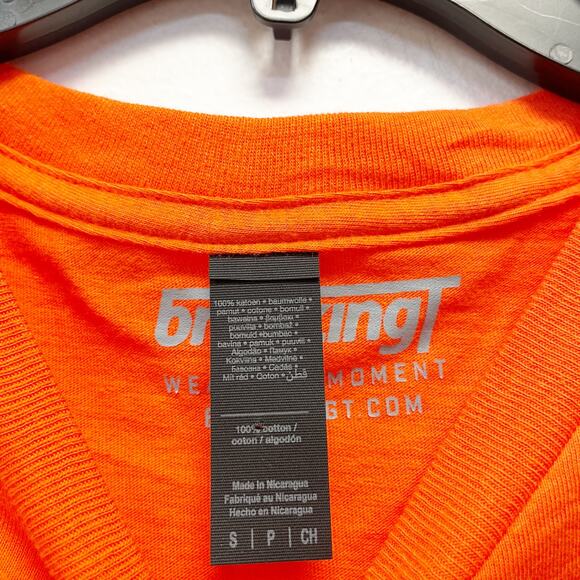 100% katoen • baumwolle •
pamut • cotone • bomull •
bawełna • βαμβάκι •
puuvilla • bombaž •
bomuld • bumbac •
bavlna • pamuk • puuvill •
Algodão • Памук •
Kokvilna • Medvilnė •
бавовна • Cadás •
Mit rēd • Coton • قطن
100% cotton /
coton / algodón
Made in Nicaragua
Fabriqué au Nicaragua
Hecho en Nicaragua
S | P | CH
kingT
WE MOMENT
GT.COM